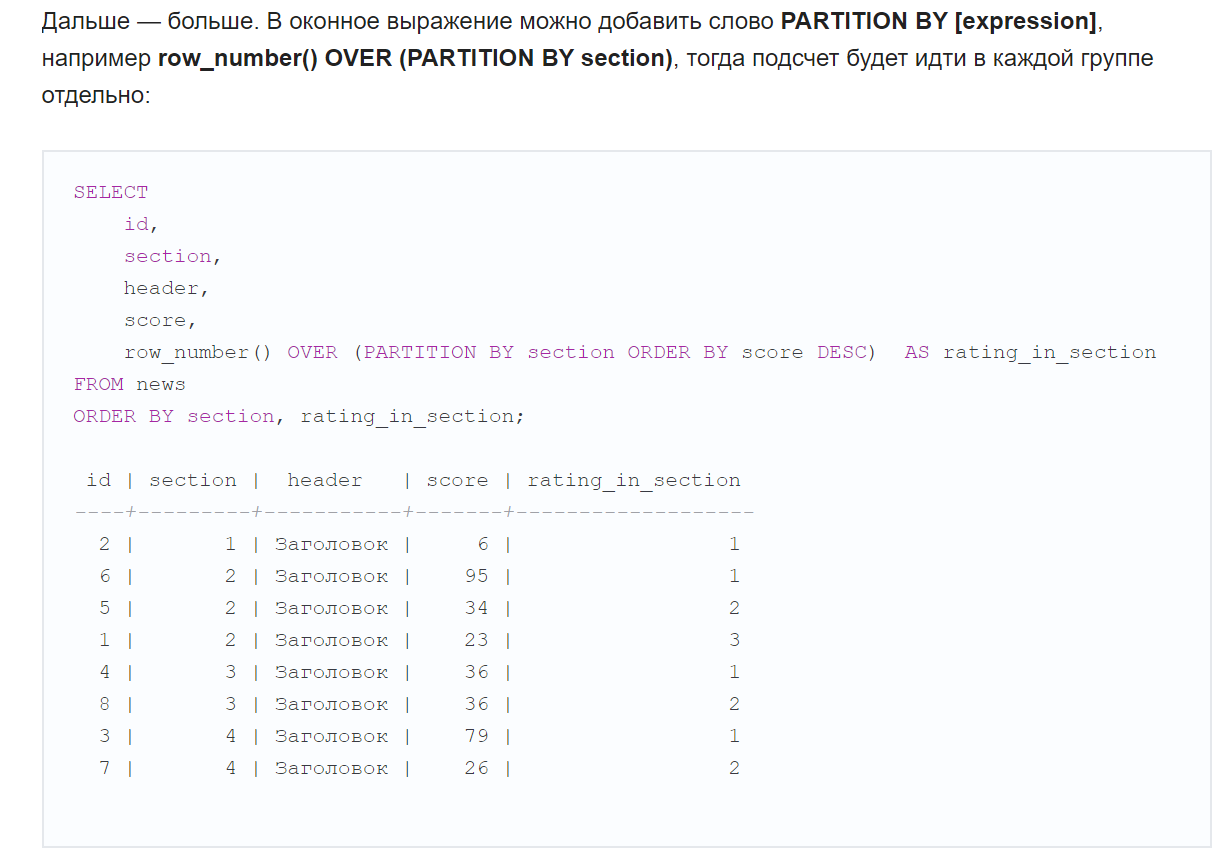 Дальше — больше. В оконное выражение можно добавить слово PARTITION BY [expression],
например row_number() OVER (PARTITION BY section), тогда подсчет будет идти в каждой группе
отдельно:
SELECT
    id,
    section,
    header,
    score,
    row_number() OVER (PARTITION BY section ORDER BY score DESC)  AS rating_in_section
FROM news
ORDER BY section, rating_in_section;
 id | section |  header   | score | rating_in_section
----+---------+-----------+-------+-------------------
  2 |       1 | Заголовок |     6 |                 1
  6 |       2 | Заголовок |    95 |                 1
  5 |       2 | Заголовок |    34 |                 2
  1 |       2 | Заголовок |    23 |                 3
  4 |       3 | Заголовок |    36 |                 1
  8 |       3 | Заголовок |    36 |                 2
  3 |       4 | Заголовок |    79 |                 1
  7 |       4 | Заголовок |    26 |                 2